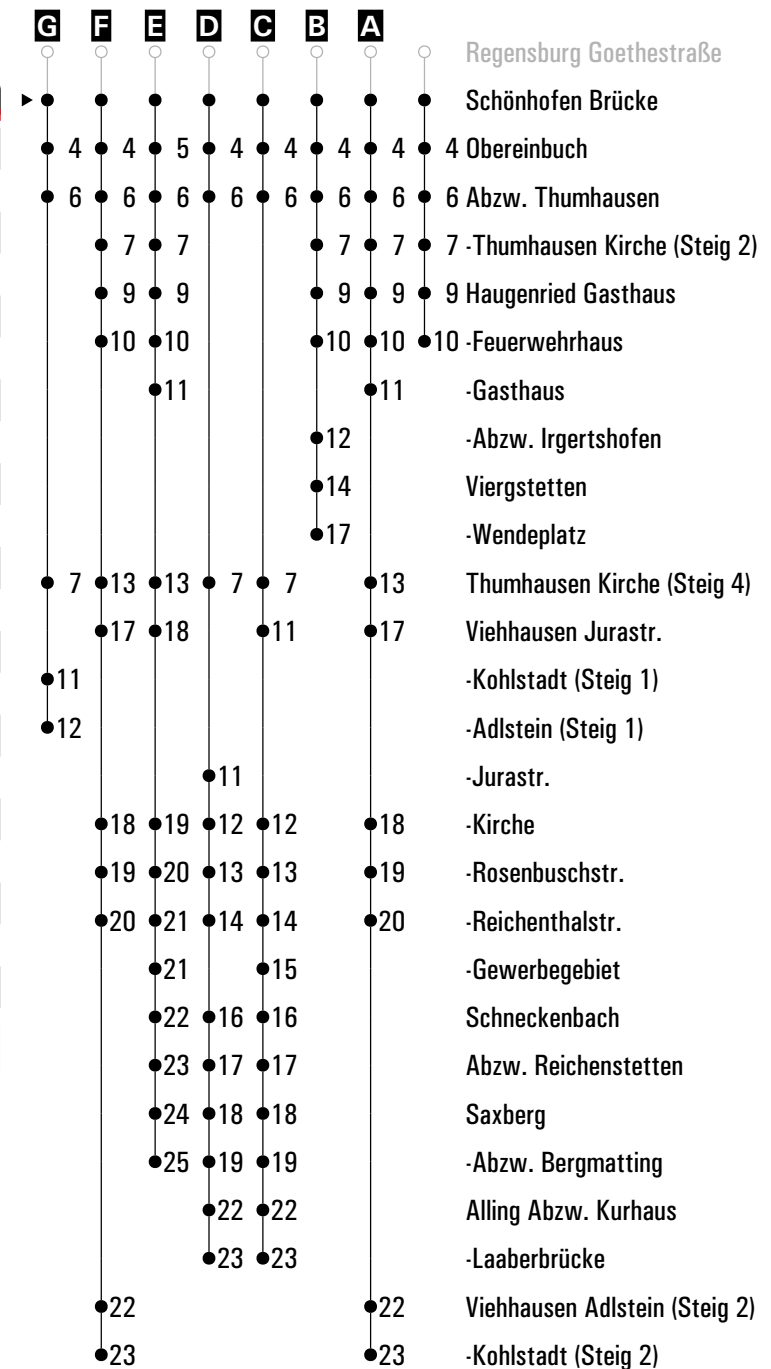 G F E D C B A
Regensburg Goethestraße
Schönhofen Brücke
4 4 5 4 4 4 4 4 Obereinbuch
6 6 6 6 6 6 6 6 Abzw. Thumhausen
7 7 7 7 7 -Thumhausen Kirche (Steig 2)
9 9 9 9 9 Haugenried Gasthaus
10 10 10 10 10 -Feuerwehrhaus
11 11 -Gasthaus
12 -Abzw. Irgertshofen
14 Viergstetten
17 -Wendeplatz
7 13 13 7 7 13 Thumhausen Kirche (Steig 4)
17 18 11 17 Viehhausen Jurastr.
11 -Kohlstadt (Steig 1)
12 -Adlstein (Steig 1)
11 -Jurastr.
18 19 12 12 18 -Kirche
19 20 13 13 19 -Rosenbuschstr.
20 21 14 14 20 -Reichenthalstr.
21 15 -Gewerbegebiet
22 16 16 Schneckenbach
23 17 17 Abzw. Reichenstetten
24 18 18 Saxberg
25 19 19 -Abzw. Bergmatting
22 22 Alling Abzw. Kurhaus
23 23 -Laaberbrücke
22 22 Viehhausen Adlstein (Steig 2)
23 23 -Kohlstadt (Steig 2)